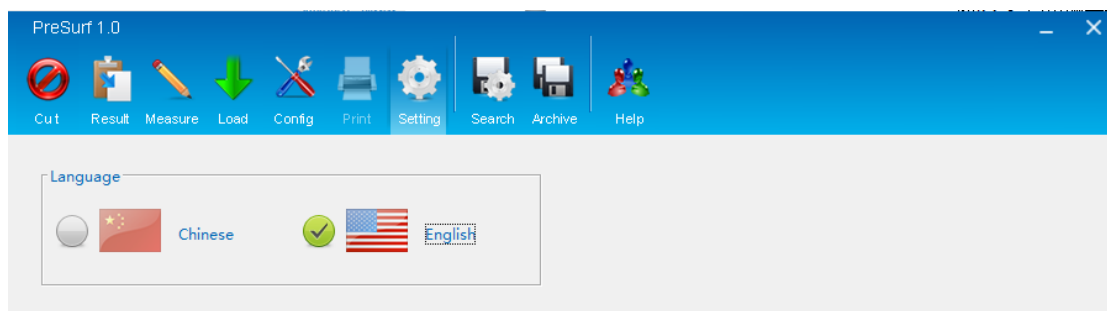 PreSurf 1.0
Cut Result Measure Load Config Print Setting Search Archive Help
Language
Chinese English